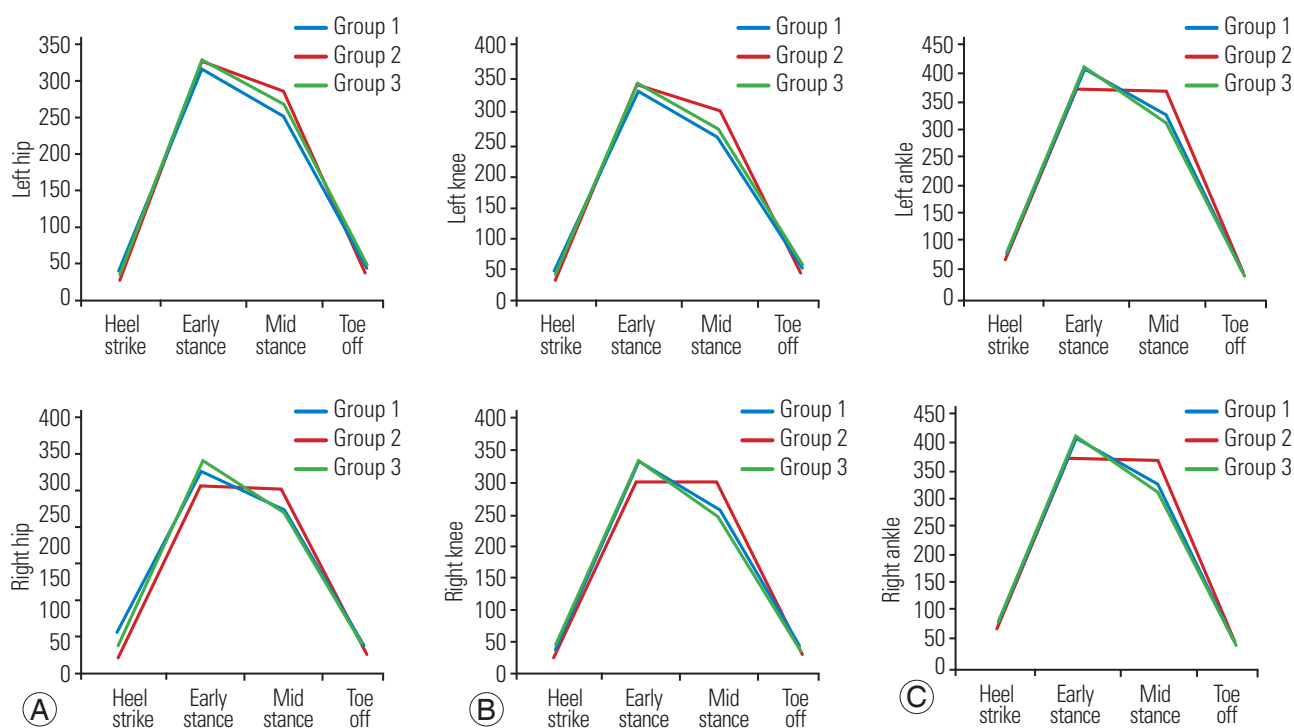 Group 1
Group 2
Group 3
350
300
250
200
150
100
50
0
Left hip
Heel strike
Early stance
Mid stance
Toe off
Group 1
Group 2
Group 3
400
350
300
250
200
150
100
50
0
Left knee
Heel strike
Early stance
Mid stance
Toe off
Group 1
Group 2
Group 3
450
400
350
300
250
200
150
100
50
0
Left ankle
Heel strike
Early stance
Mid stance
Toe off
Group 1
Group 2
Group 3
400
350
300
250
200
150
100
50
0
Right hip
Heel strike
Early stance
Mid stance
Toe off
A
Group 1
Group 2
Group 3
400
350
300
250
200
150
100
50
0
Right knee
Heel strike
Early stance
Mid stance
Toe off
B
Group 1
Group 2
Group 3
450
400
350
300
250
200
150
100
50
0
Right ankle
Heel strike
Early stance
Mid stance
Toe off
C